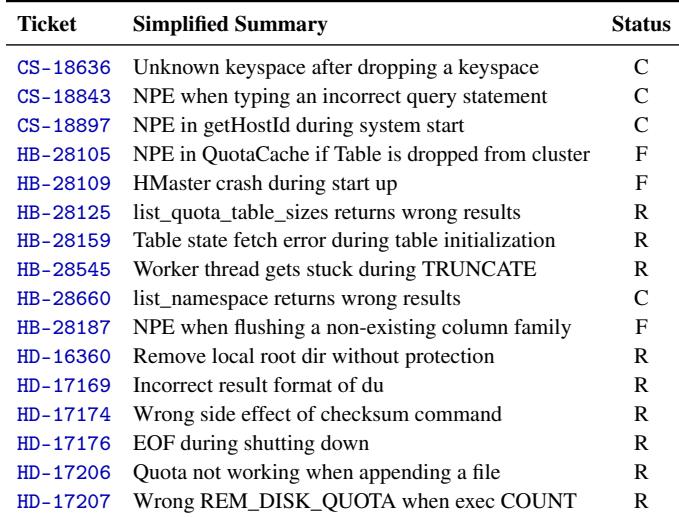 Ticket Simplified Summary Status
CS-18636 Unknown keyspace after dropping a keyspace C
CS-18843 NPE when typing an incorrect query statement C
CS-18897 NPE in getHostId during system start C
HB-28105 NPE in QuotaCache if Table is dropped from cluster F
HB-28109 HMaster crash during start up F
HB-28125 list_quota_table_sizes returns wrong results R
HB-28159 Table state fetch error during table initialization R
HB-28545 Worker thread gets stuck during TRUNCATE R
HB-28660 list_namespace returns wrong results C
HB-28187 NPE when flushing a non-existing column family F
HD-16360 Remove local root dir without protection R
HD-17169 Incorrect result format of du R
HD-17174 Wrong side effect of checksum command R
HD-17176 EOF during shutting down R
HD-17206 Quota not working when appending a file R
HD-17207 Wrong REM_DISK_QUOTA when exec COUNT R